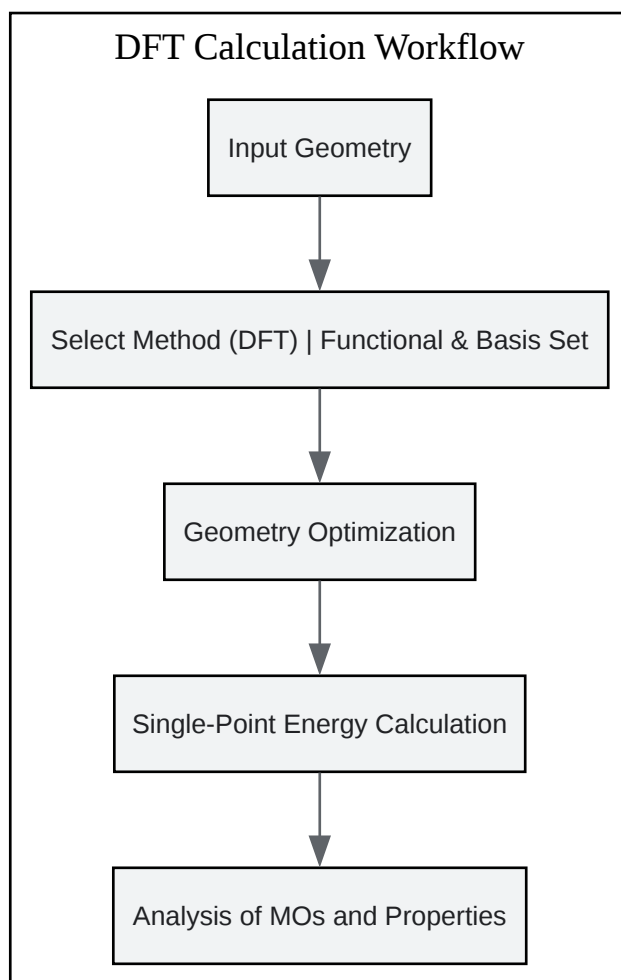 DFT Calculation Workflow
Input Geometry
Select Method (DFT) | Functional & Basis Set
Geometry Optimization
Single-Point Energy Calculation
Analysis of MOs and Properties